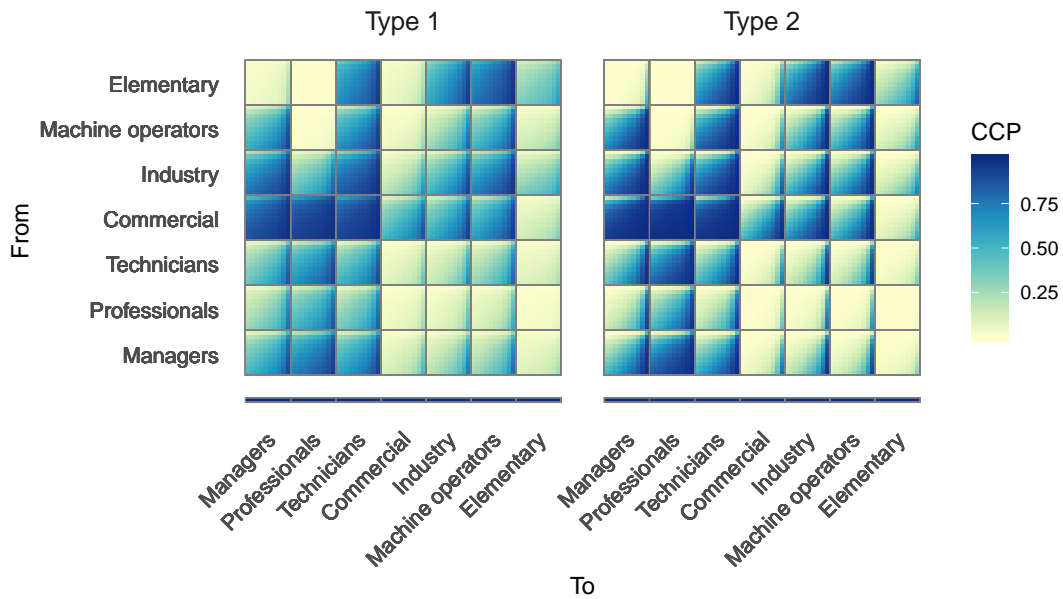 Type 1
Type 2
Elementary
Machine operators
Industry
Commercial
Technicians
Professionals
Managers
From
CCP
0.75
0.50
0.25
Managers
Professionals
Technicians
Commercial
Industry
Machine operators
Elementary
Managers
Professionals
Technicians
Commercial
Industry
Machine operators
Elementary
To